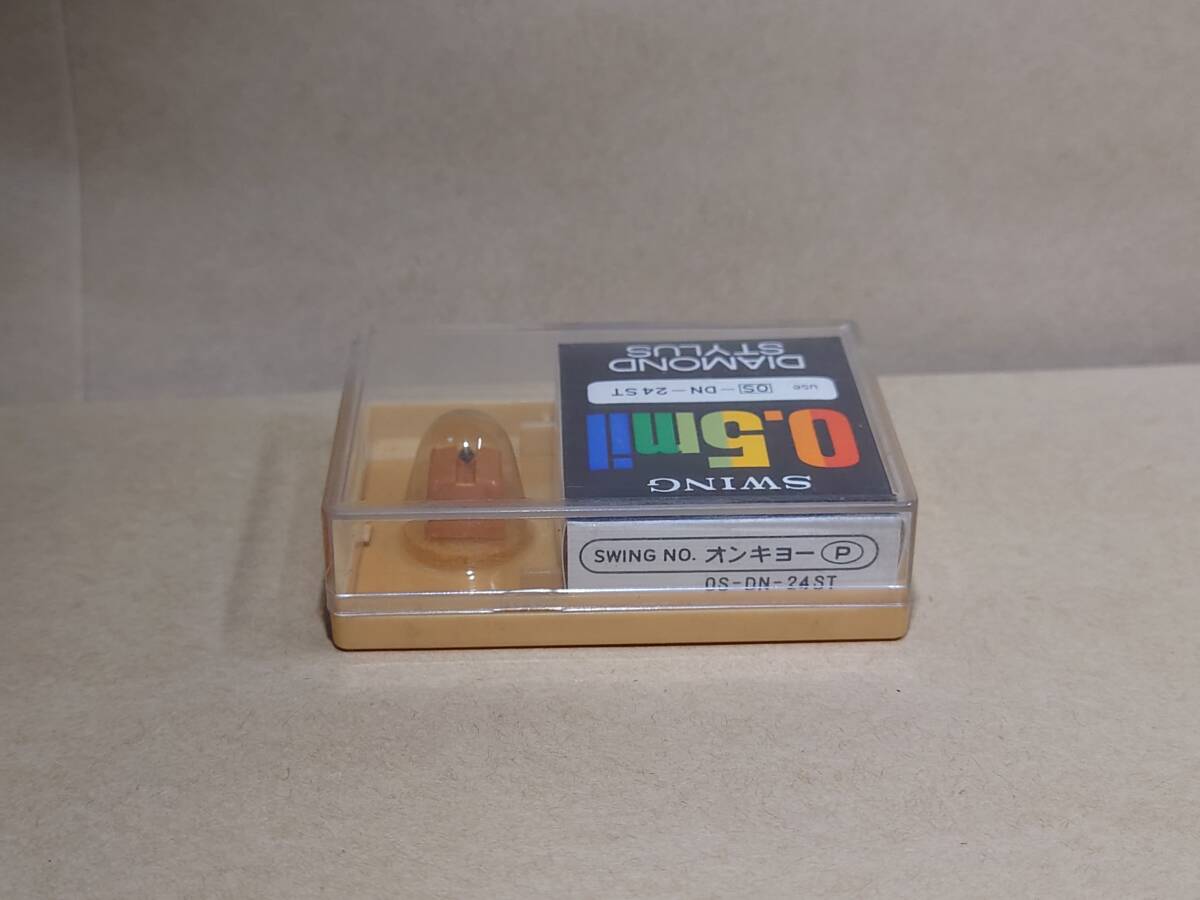 SWING
0.5mil
use OS-DN-24ST
DIAMOND
STYLUS
SWING NO. オンキヨー Ⓟ
OS-DN-24ST